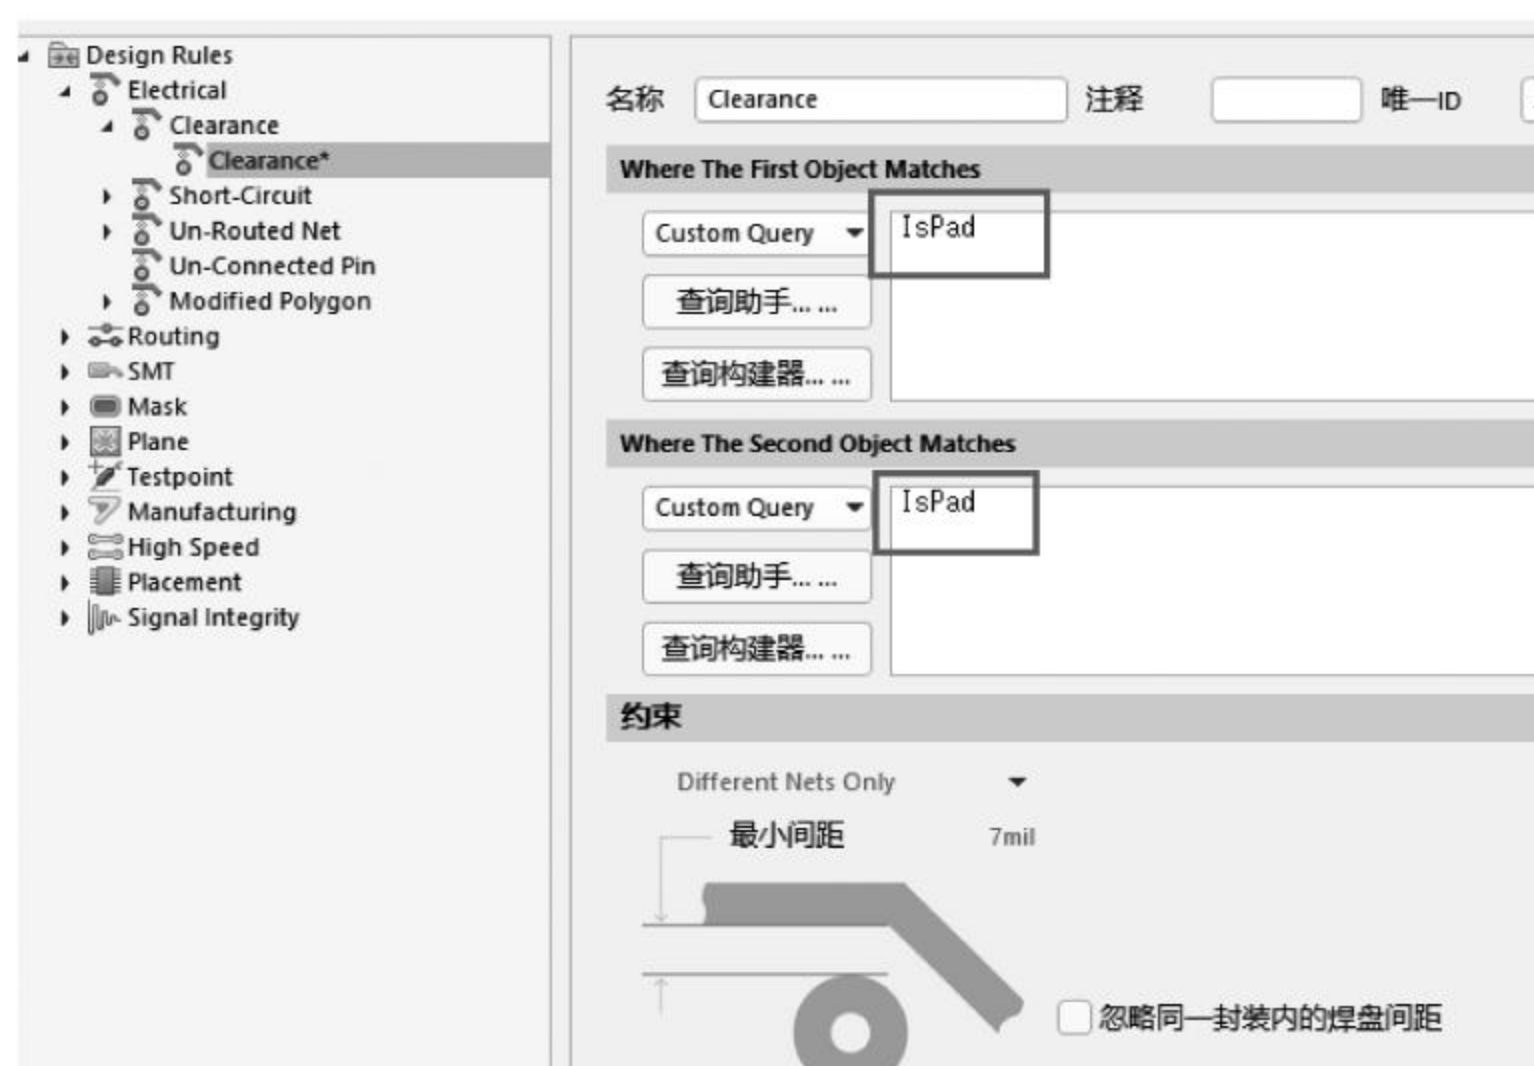 Design Rules
Electrical
Clearance
Clearance*
Short-Circuit
Un-Routed Net
Un-Connected Pin
Modified Polygon
Routing
SMT
Mask
Plane
Testpoint
Manufacturing
High Speed
Placement
Signal Integrity
名称 Clearance 注释 唯一ID
Where The First Object Matches
Custom Query IsPad
查询助手... ...
查询构建器... ...
Where The Second Object Matches
Custom Query IsPad
查询助手... ...
查询构建器... ...
约束
Different Nets Only
最小间距 7mil
忽略同一封装内的焊盘间距